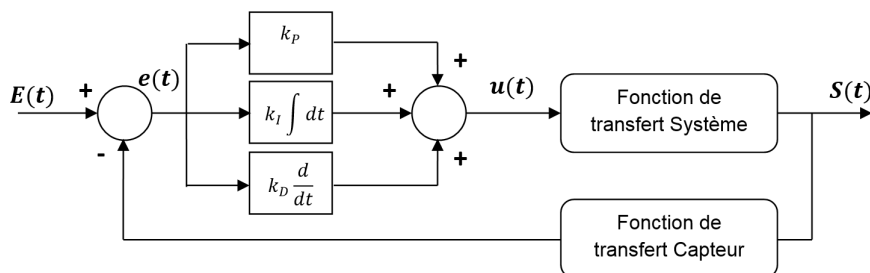 k_P
E(t)
+
e(t)
-
k_I ∫ dt
k_D d/dt
+
+
+
u(t)
Fonction de
transfert Système
S(t)
Fonction de
transfert Capteur